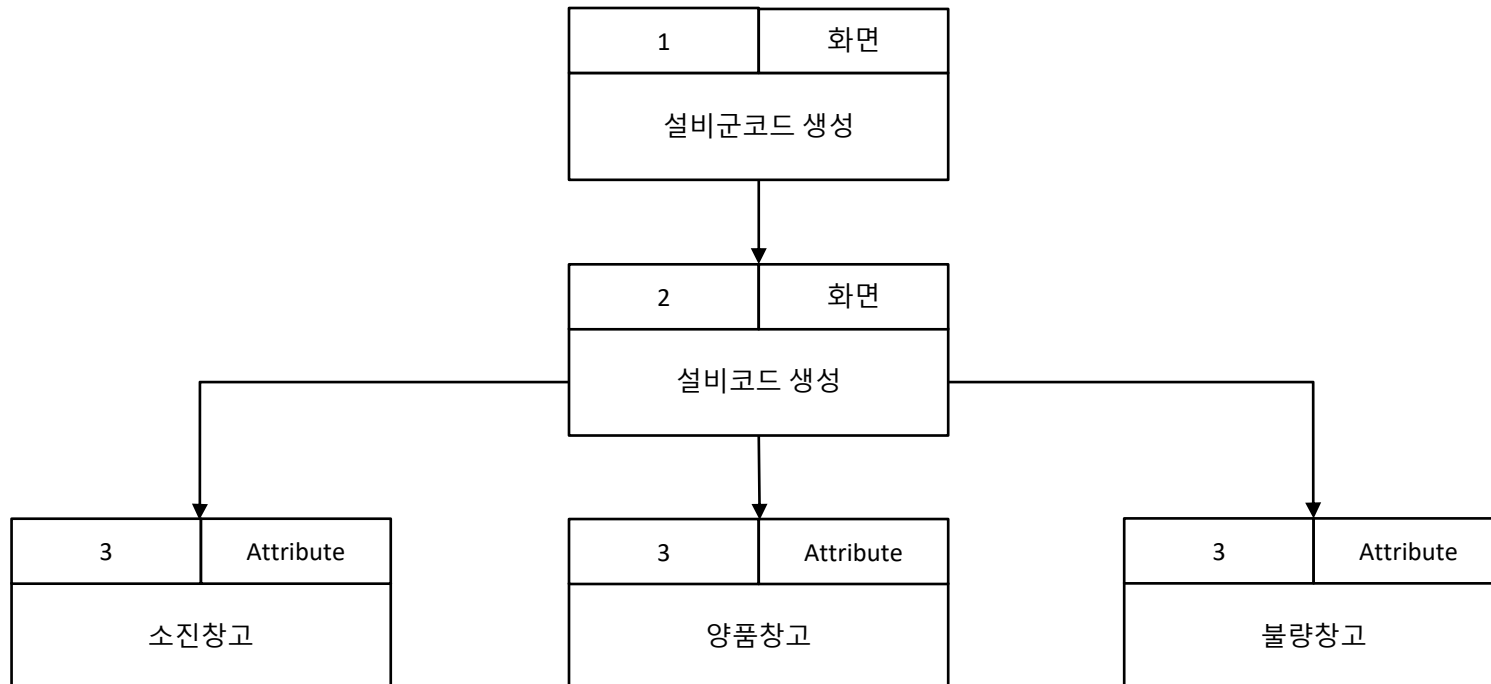 1 화면
설비군코드 생성
2 화면
설비코드 생성
3 Attribute 3 Attribute 3 Attribute
소진창고 양품창고 불량창고